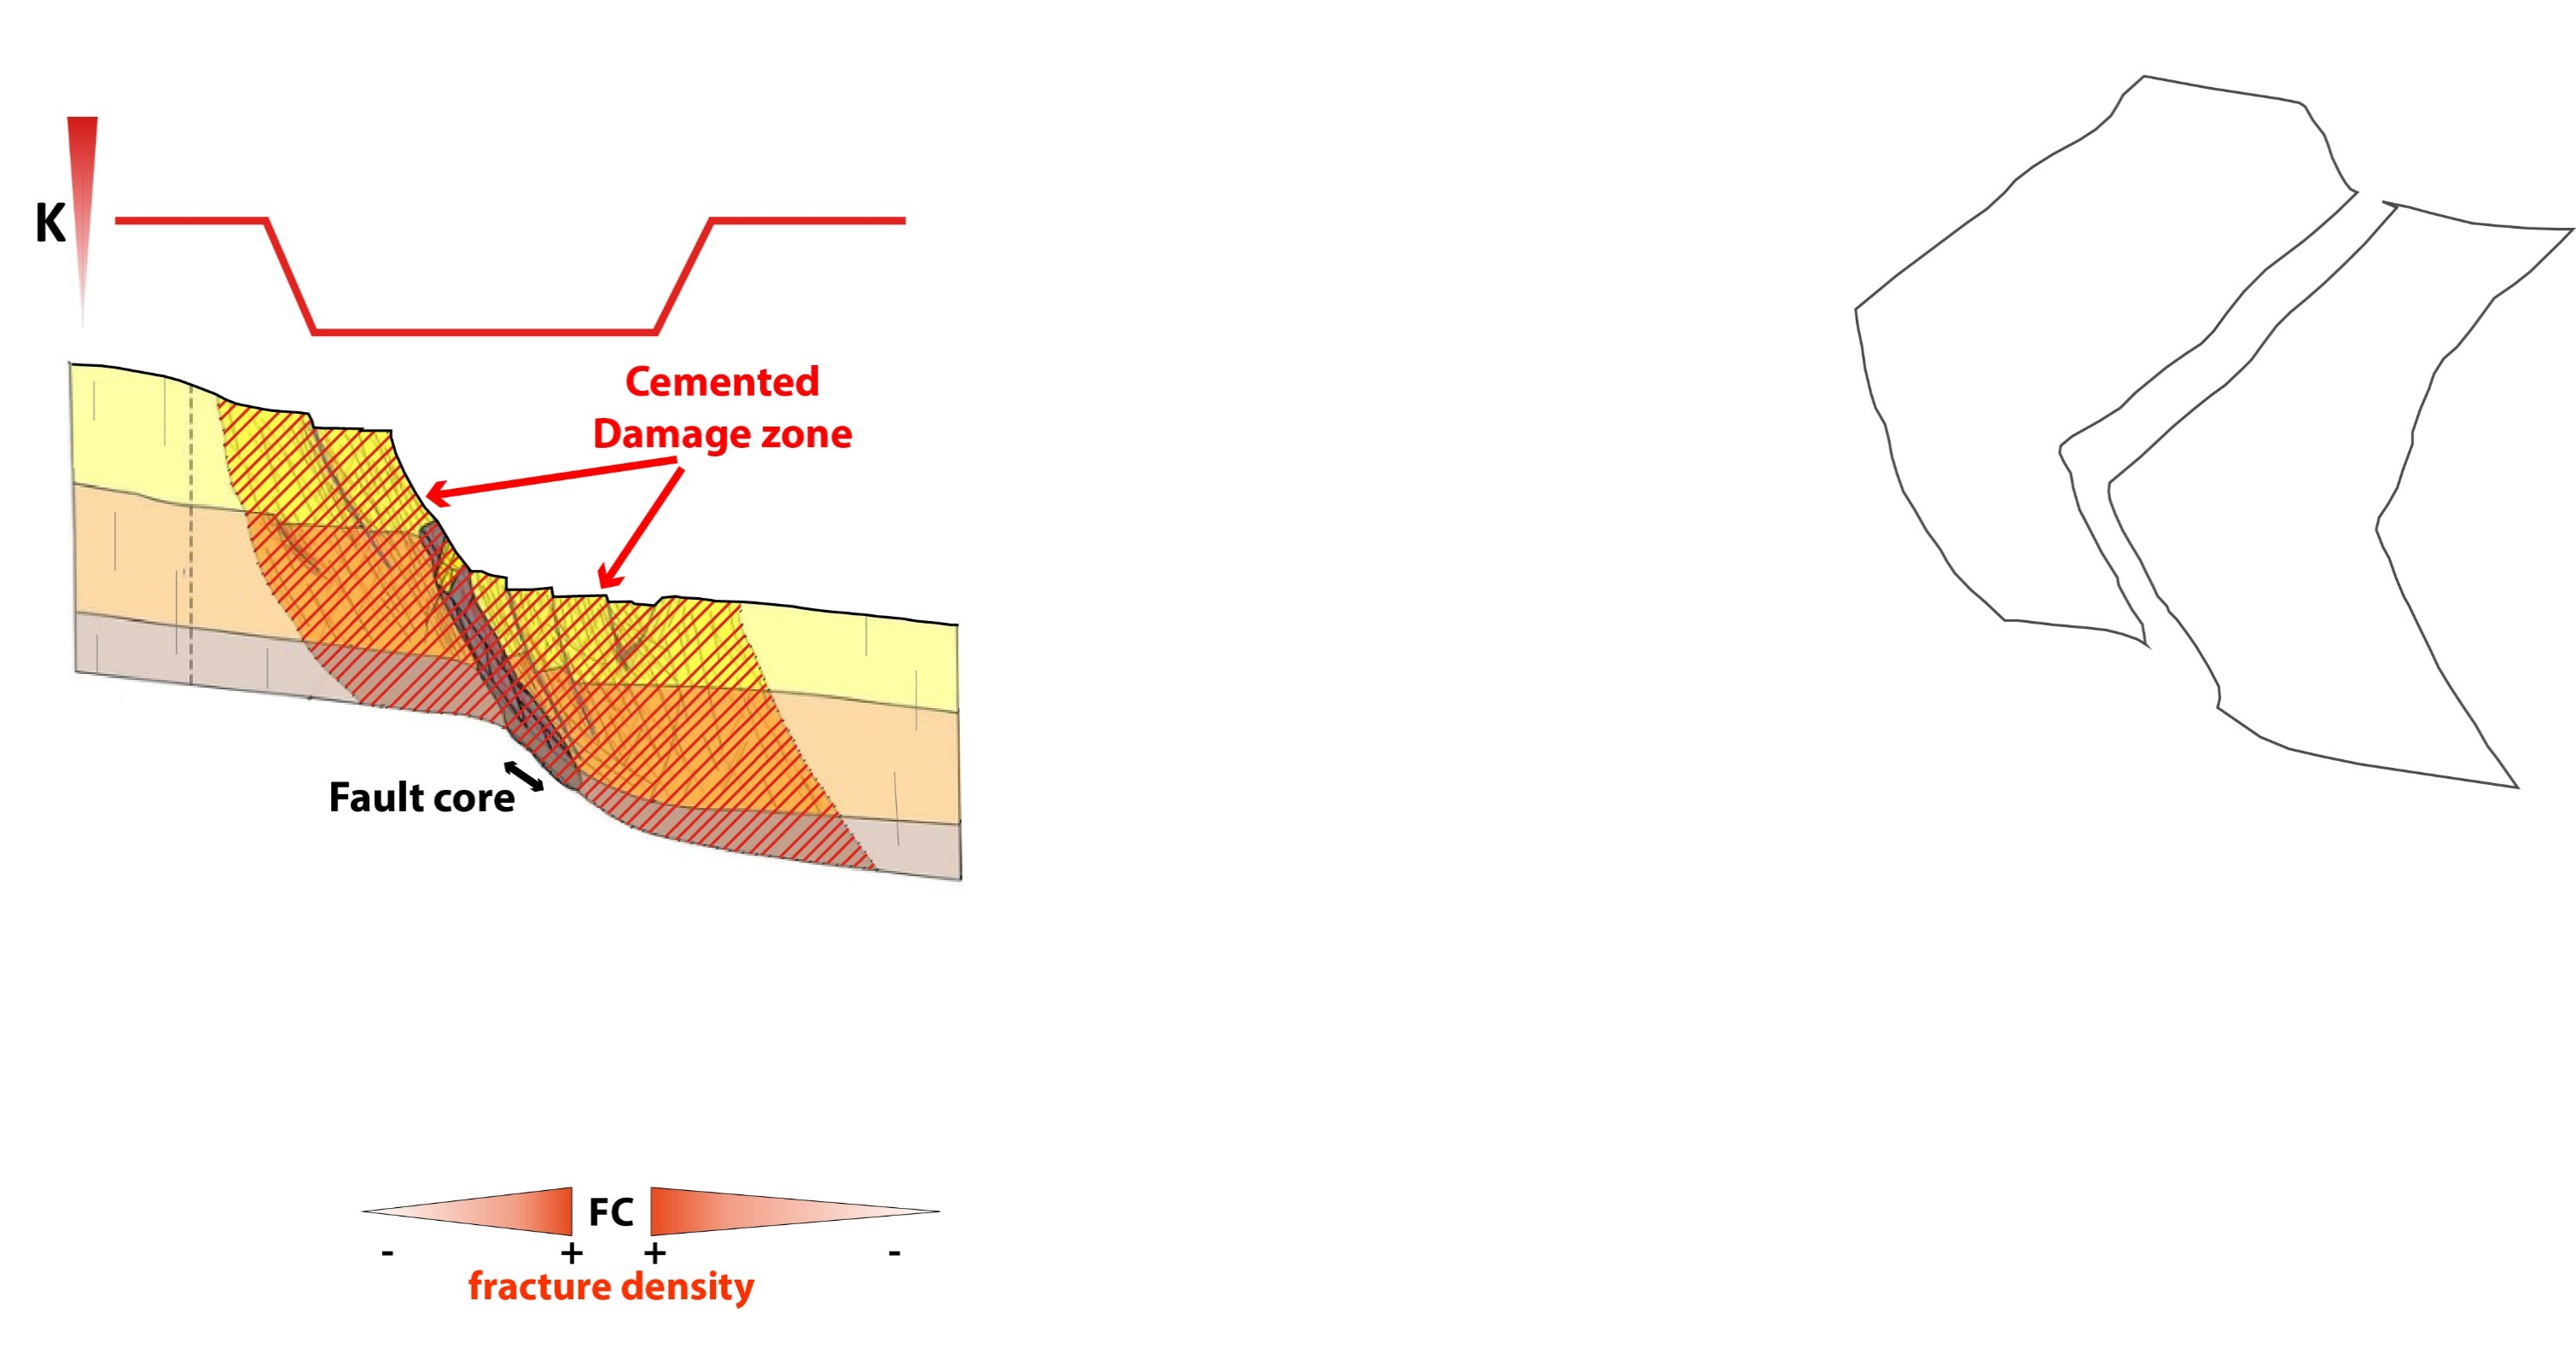 K
Cemented
Damage zone
Fault core
FC
- + + -
fracture density